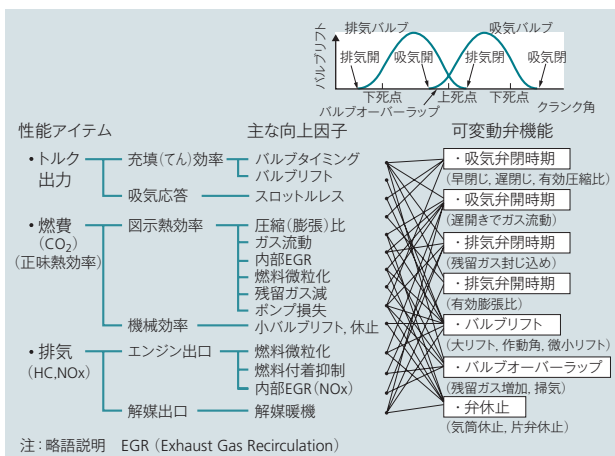 バルブリフト
排気バルブ
吸気バルブ
排気開
吸気開
排気閉
吸気閉
下死点
上死点
下死点
クランク角
バルブオーバーラップ
性能アイテム
主な向上因子
可変動弁機能
・トルク
出力
充填(てん)効率
バルブタイミング
バルブリフト
吸気応答
スロットルレス
・燃費
(CO2)
(正味熱効率)
図示熱効率
圧縮(膨張)比
ガス流動
内部EGR
燃料微粒化
残留ガス減
ポンプ損失
機械効率
小バルブリフト, 休止
・排気
(HC,NOx)
エンジン出口
燃料微粒化
燃料付着抑制
内部EGR(NOx)
解媒出口
解媒暖機
・吸気弁閉時期
(早閉じ, 遅閉じ, 有効圧縮比)
・吸気弁開時期
(遅開きでガス流動)
・排気弁閉時期
(残留ガス封じ込め)
・排気弁開時期
(有効膨張比)
・バルブリフト
(大リフト, 作動角, 微小リフト)
・バルブオーバーラップ
(残留ガス増加, 掃気)
・弁休止
(気筒休止, 片弁休止)
注:略語説明 EGR(Exhaust Gas Recirculation)